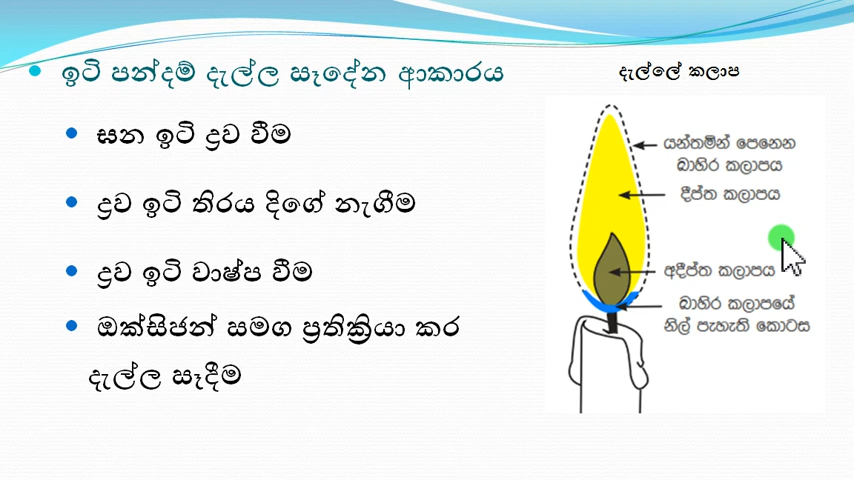 ඉටි පන්දම් දැල්ල සෑදේන ආකාරය
ඝන ඉටි ද්‍රව වීම
ද්‍රව ඉටි තිරය දිගේ නැගීම
ද්‍රව ඉටි වාෂ්ප වීම
ඔක්සිජන් සමග ප්‍රතික්‍රියා කර
දැල්ල සෑදීම
දැල්ලේ කලාප
යන්තමින් පෙනෙන
බාහිර කලාපය
දීප්ත කලාපය
අදීප්ත කලාපය
බාහිර කලාපයේ
නිල් පැහැති කොටස